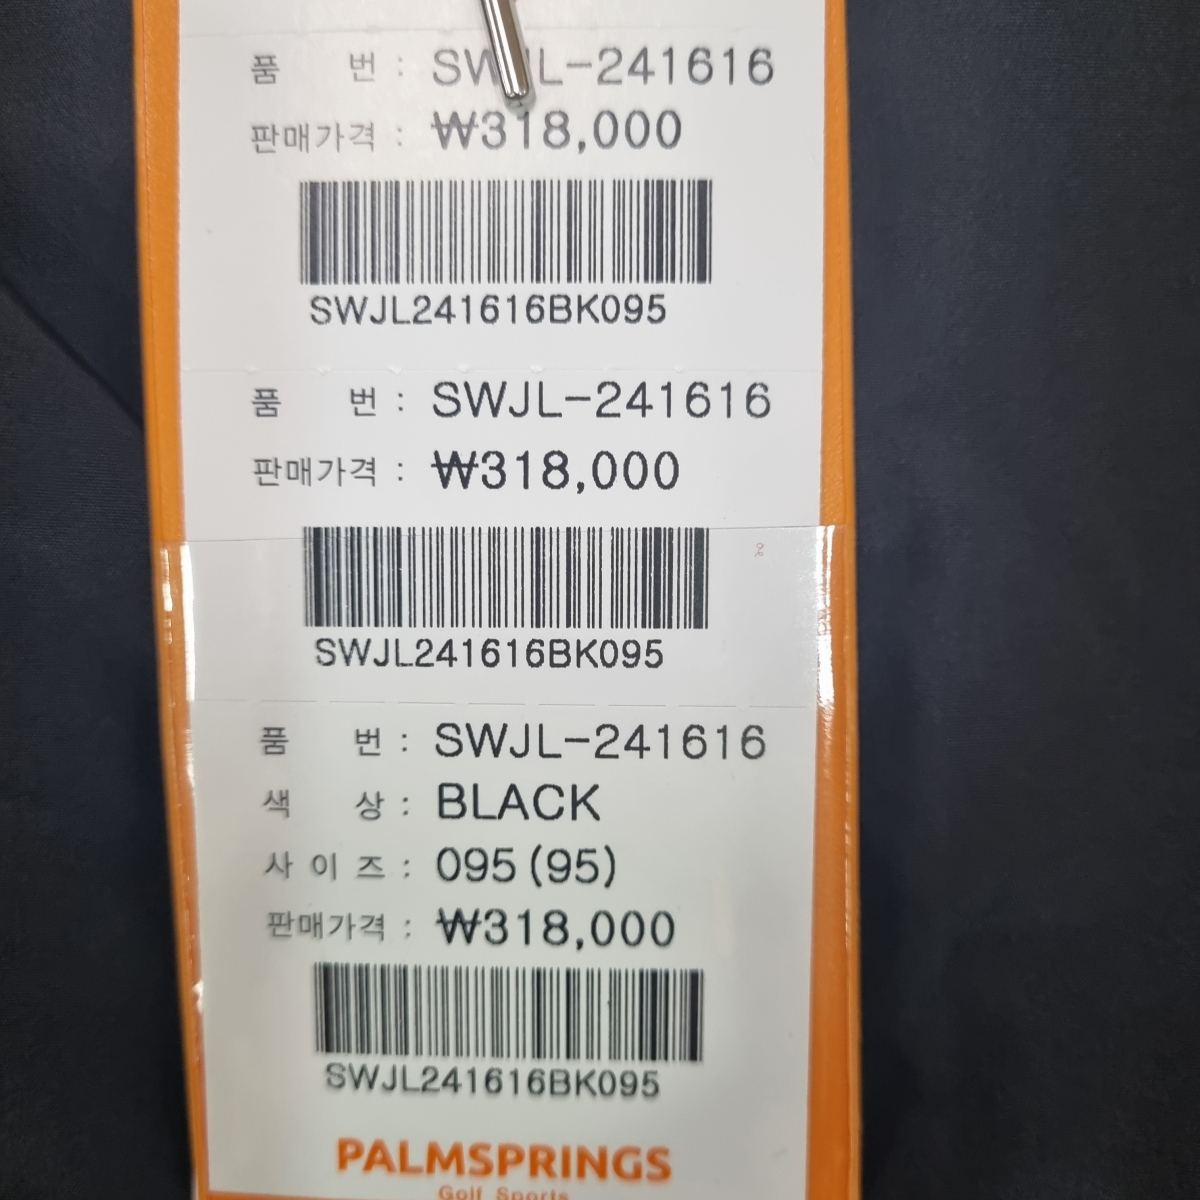 품 번 : SWJL-241616
판매가격 : ₩318,000
SWJL241616BK095
품 번 : SWJL-241616
판매가격 : ₩318,000
SWJL241616BK095
품 번 : SWJL-241616
색 상 : BLACK
사 이 즈 : 095 (95)
판매가격 : ₩318,000
SWJL241616BK095
PALMSPRINGS
Golf Sports